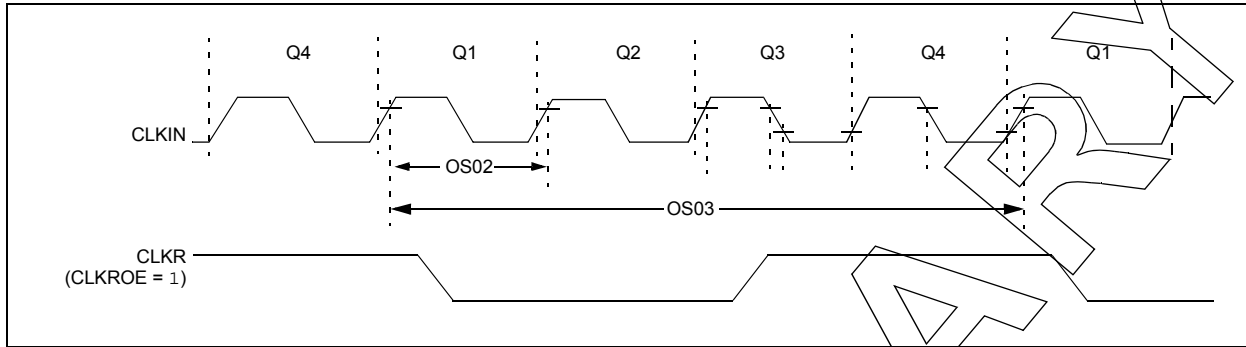 Q4 Q1 Q2 Q3 Q4 Q1
CLKIN
OS02
OS03
CLKR
(CLKROE = 1)
A R Y